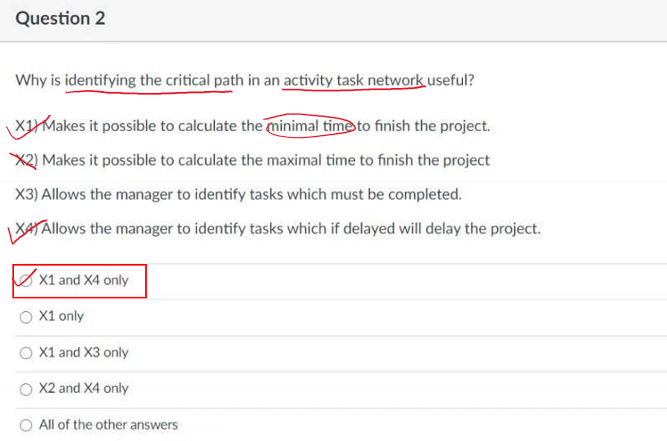 Question 2
Why is identifying the critical path in an activity task network useful?
X1) Makes it possible to calculate the minimal time to finish the project.
X2) Makes it possible to calculate the maximal time to finish the project
X3) Allows the manager to identify tasks which must be completed.
X4) Allows the manager to identify tasks which if delayed will delay the project.
X1 and X4 only
X1 only
X1 and X3 only
X2 and X4 only
All of the other answers